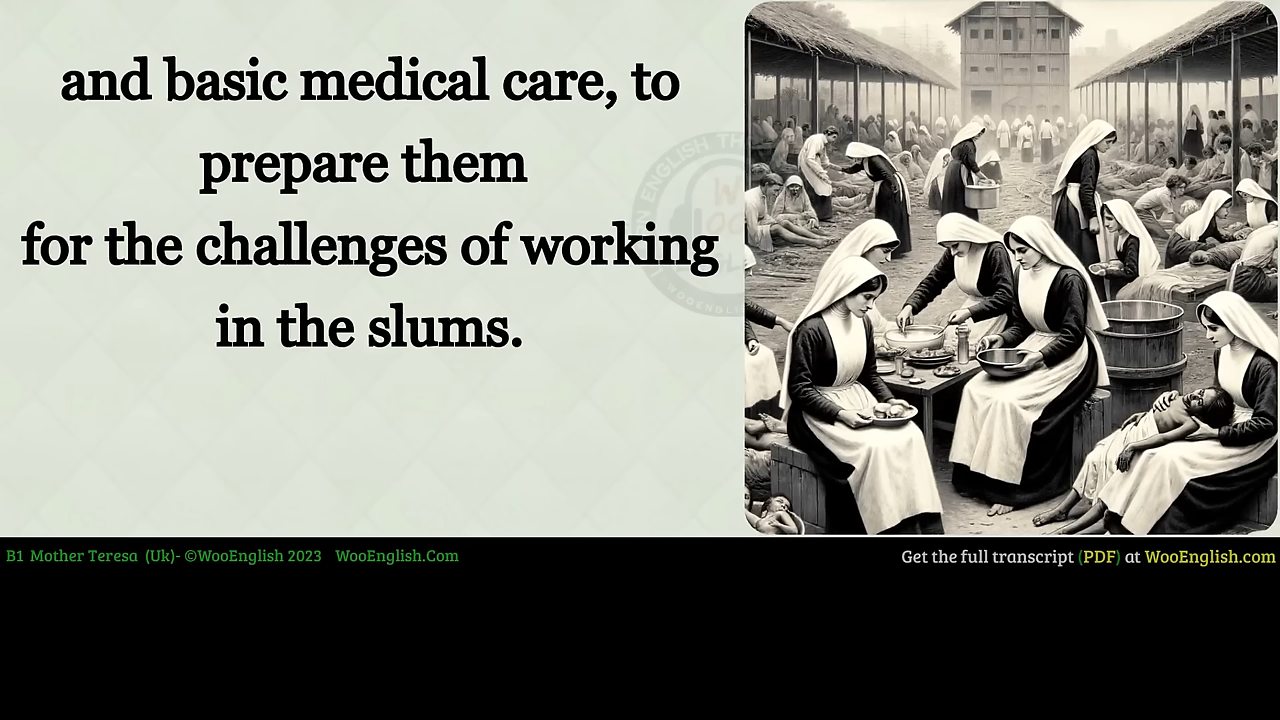 and basic medical care, to
prepare them
for the challenges of working
in the slums.
B1 Mother Teresa (Uk)- ©WooEnglish 2023 WooEnglish.Com
Get the full transcript (PDF) at WooEnglish.com